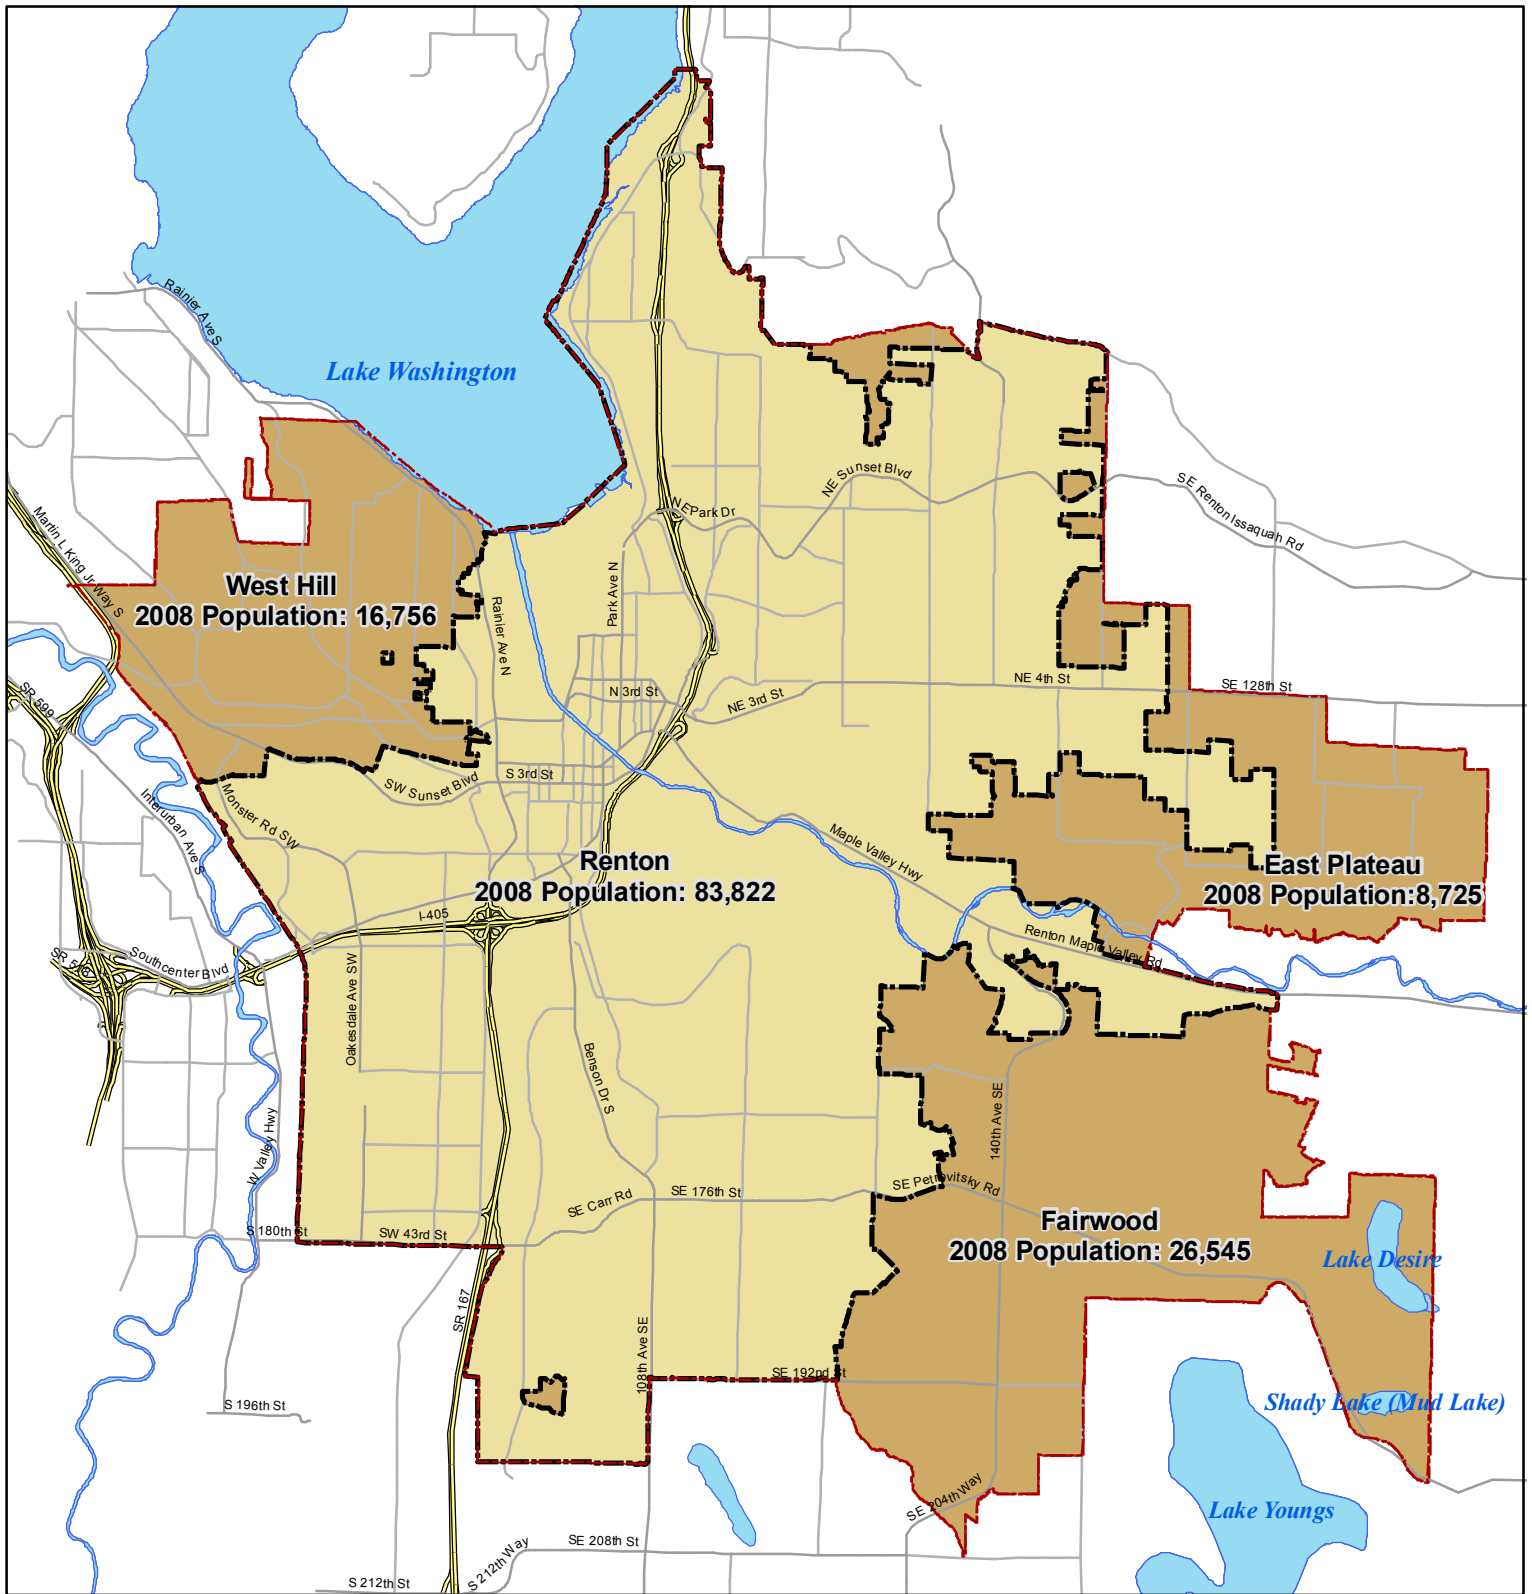 Rainier Ave S
Lake Washington
NE Sunset Blvd
SE Renton Issaquah Rd
NEPark Dr
Martin L King Jr Way S
West Hill
2008 Population: 16,756
Park Ave N
Rainier Ave N
N 3rd St
NE 3rd St
NE 4th St
SE 128th St
SR 599
S 3rd St
SW Sunset Blvd
Monster Rd SW
Interurban Ave S
Maple Valley Hwy
Renton
2008 Population: 83,822
East Plateau
2008 Population:8,725
I-405
Renton Maple Valley Rd
Southcenter Blvd
SR 518
Oakesdale Ave SW
Benson Dr S
140th Ave SE
W Valley Hwy
SE Petrovitsky Rd
SE 176th St
SE Carr Rd
S 180th St
SW 43rd St
Fairwood
2008 Population: 26,545
Lake Desire
SR 167
108th Ave SE
SE 192nd St
S 196th St
Shady Lake (Mud Lake)
SE 204th Way
Lake Youngs
SE 208th St
S 212th Way
S 212th St